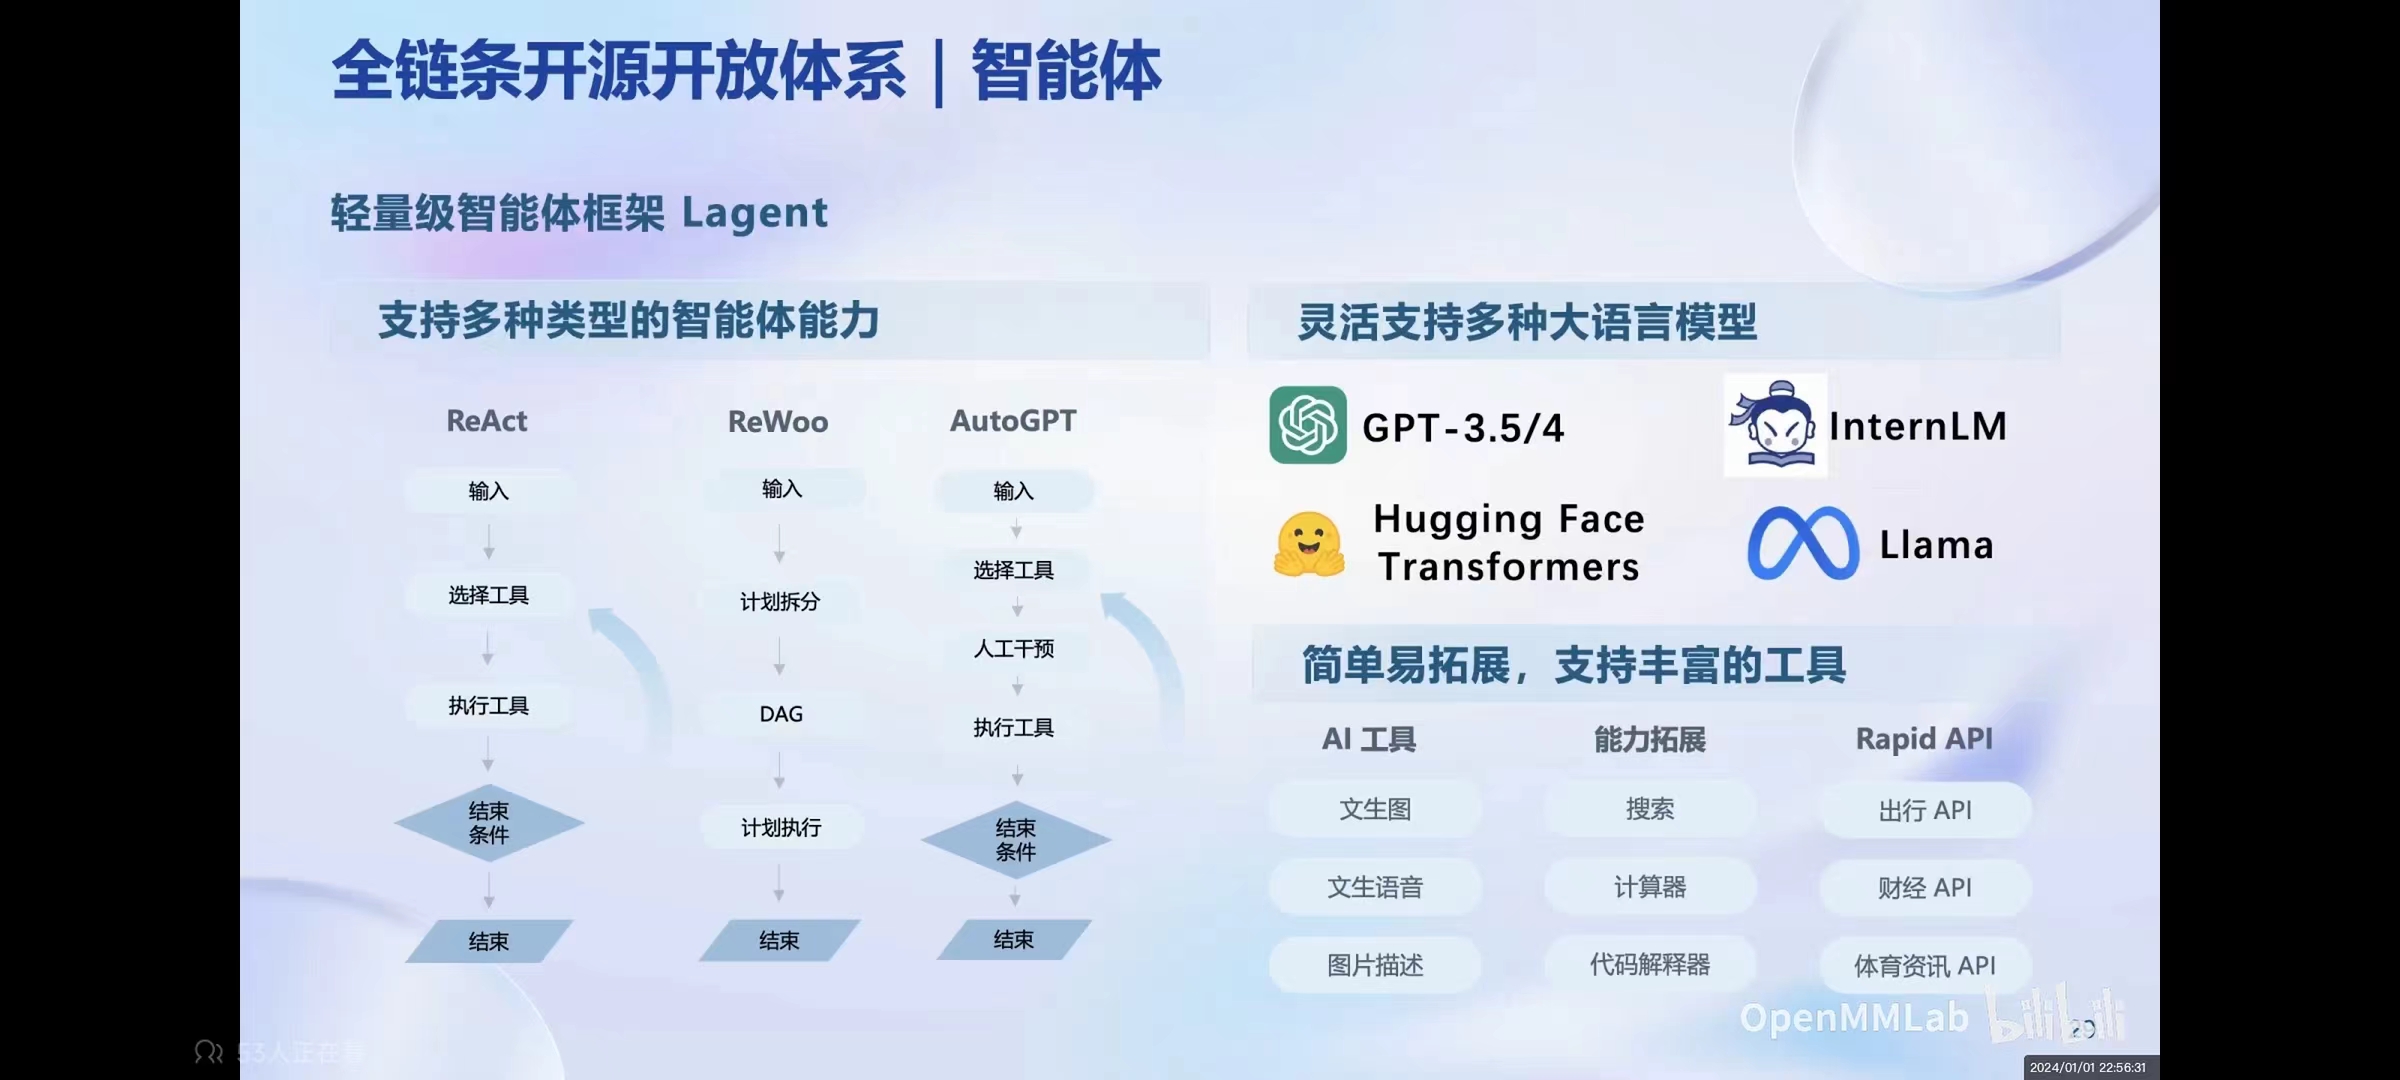 全链条开源开放体系｜智能体
轻量级智能体框架 Lagent
支持多种类型的智能体能力
ReAct
输入
选择工具
执行工具
结束
条件
结束
ReWoo
输入
计划拆分
DAG
计划执行
结束
AutoGPT
输入
选择工具
人工干预
执行工具
结束
条件
结束
灵活支持多种大语言模型
GPT-3.5/4
InternLM
Hugging Face
Transformers
Llama
简单易拓展，支持丰富的工具
AI 工具
文生图
文生语音
图片描述
能力拓展
搜索
计算器
代码解释器
Rapid API
出行 API
财经 API
体育资讯 API
OpenMMLab bilibili
29
53人正在看
2024/01/01 22:56:31